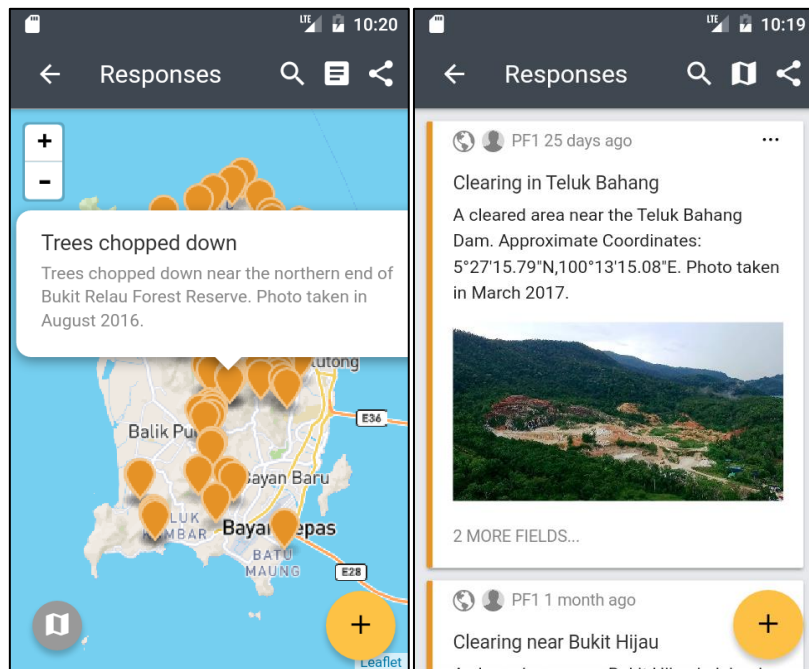 LTE 10:20
Responses
+
-
Trees chopped down
Trees chopped down near the northern end of
Bukit Relau Forest Reserve. Photo taken in
August 2016.
E36
Balik
Bayan Baru
BATU
MAUNG
E28
+
Leaflet
LTE 10:19
Responses
PF1 25 days ago
...
Clearing in Teluk Bahang
A cleared area near the Teluk Bahang
Dam. Approximate Coordinates:
5°27'15.79"N,100°13'15.08"E. Photo taken
in March 2017.
2 MORE FIELDS...
PF1 1 month ago
Clearing near Bukit Hijau
+